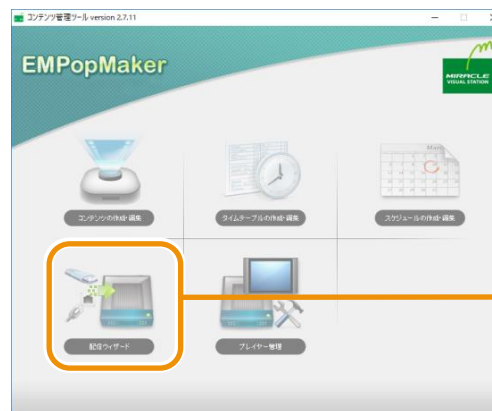 コンテンツ管理ツール version 2.7.11
EMPopMaker
MIRACLE
VISUAL STATION
コンテンツの作成・編集
タイムテーブルの作成・編集
スケジュールの作成・編集
配信ウィザード
プレイヤー管理